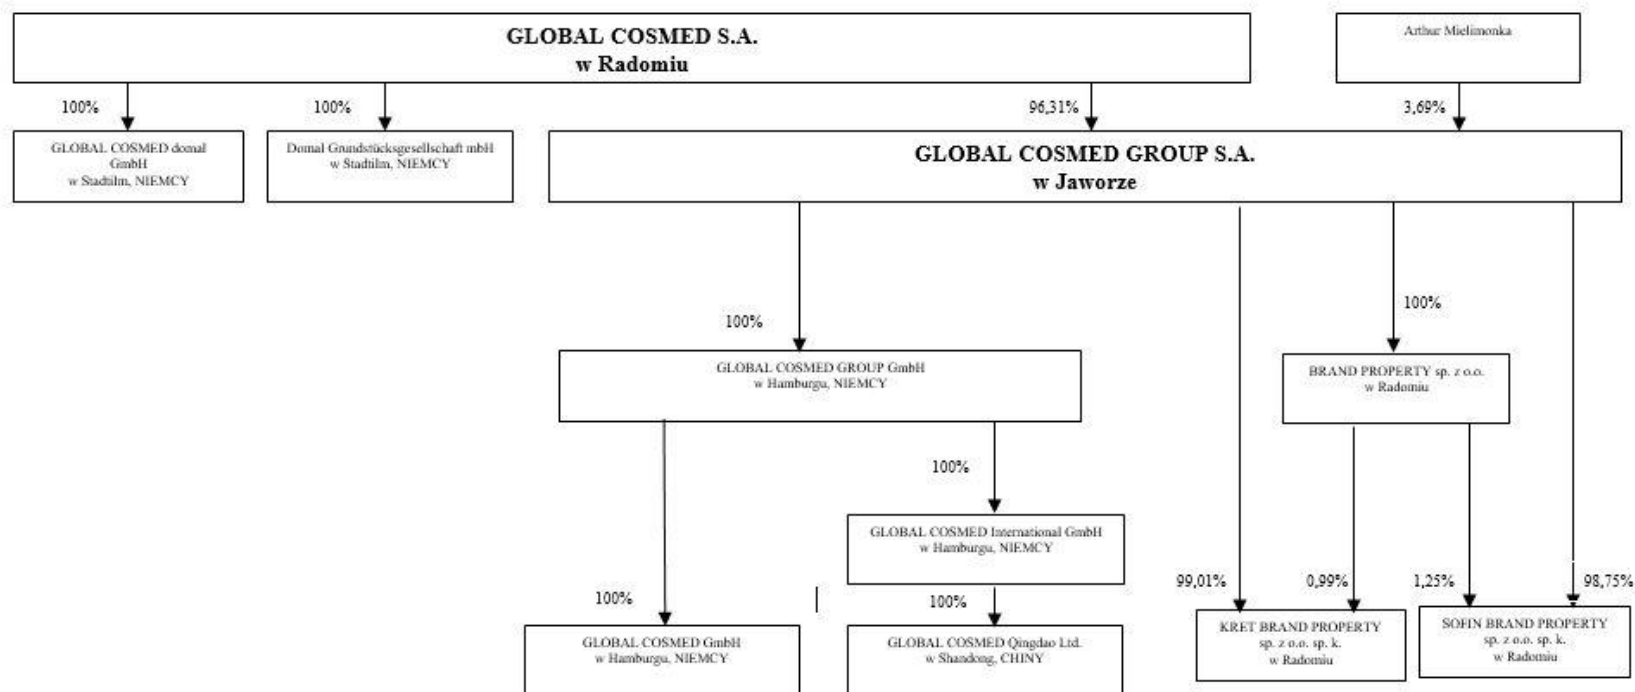 GLOBAL COSMED S.A.
w Radomiu
Arthur Mielimonka
100%
100%
96,31%
3,69%
GLOBAL COSMED domal
GmbH
w Stadtilm, NIEMCY
Domal Grundstücksgesellschaft mbH
w Stadtilm, NIEMCY
GLOBAL COSMED GROUP S.A.
w Jaworze
100%
100%
GLOBAL COSMED GROUP GmbH
w Hamburgu, NIEMCY
BRAND PROPERTY sp. z o.o.
w Radomiu
100%
GLOBAL COSMED International GmbH
w Hamburgu, NIEMCY
99,01%
0,99%
1,25%
98,75%
100%
100%
GLOBAL COSMED GmbH
w Hamburgu, NIEMCY
GLOBAL COSMED Qingdao Ltd.
w Shandong, CHINY
KRET BRAND PROPERTY
sp. z o.o. sp. k.
w Radomiu
SOFIN BRAND PROPERTY
sp. z o.o. sp. k.
w Radomiu